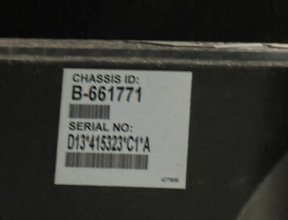 CHASSIS ID:
B-661771
SERIAL NO:
D13*415323*C1*A